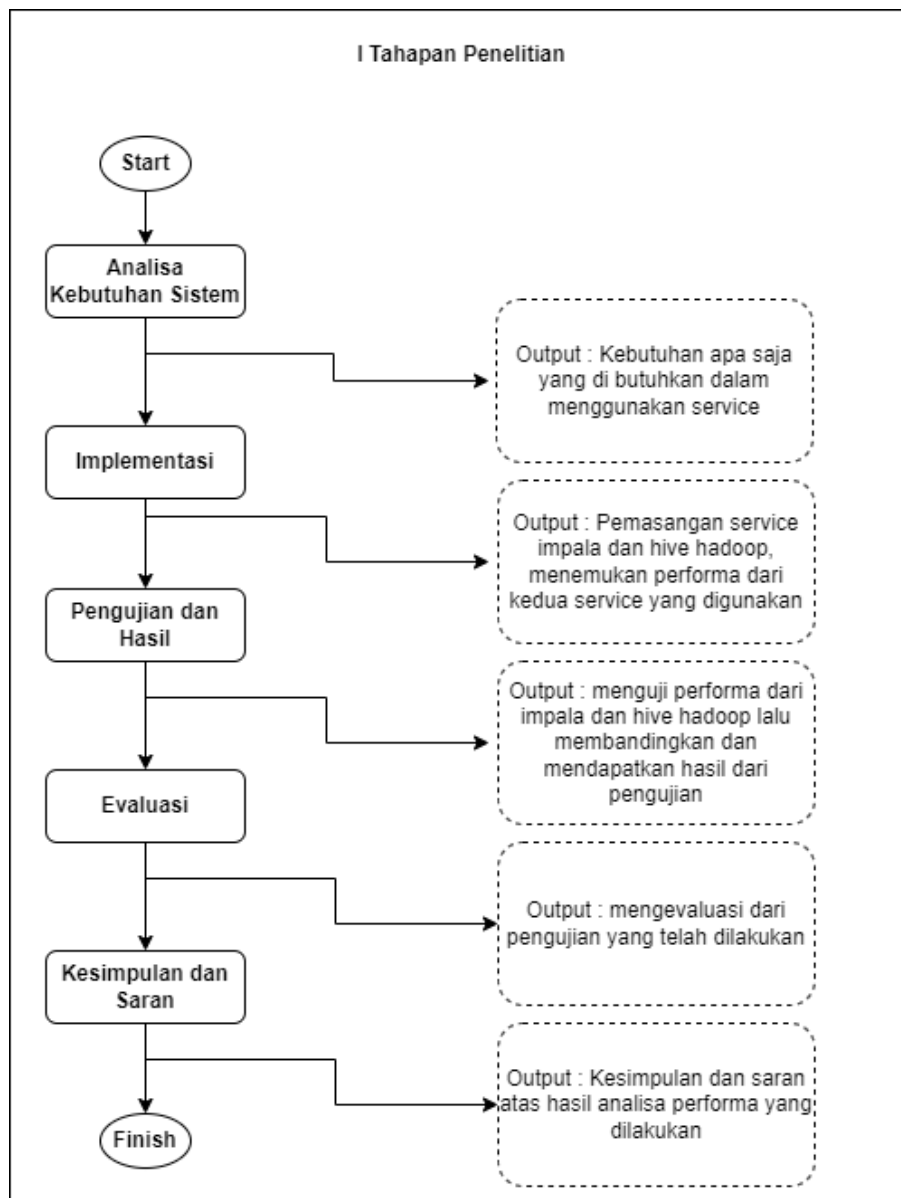 I Tahapan Penelitian
Start
Analisa
Kebutuhan Sistem
Output : Kebutuhan apa saja
yang di butuhkan dalam
menggunakan service
Implementasi
Output : Pemasangan service
impala dan hive hadoop,
menemukan performa dari
kedua service yang digunakan
Pengujian dan
Hasil
Output : menguji performa dari
impala dan hive hadoop lalu
membandingkan dan
mendapatkan hasil dari
pengujian
Evaluasi
Output : mengevaluasi dari
pengujian yang telah dilakukan
Kesimpulan dan
Saran
Output : Kesimpulan dan saran
atas hasil analisa performa yang
dilakukan
Finish